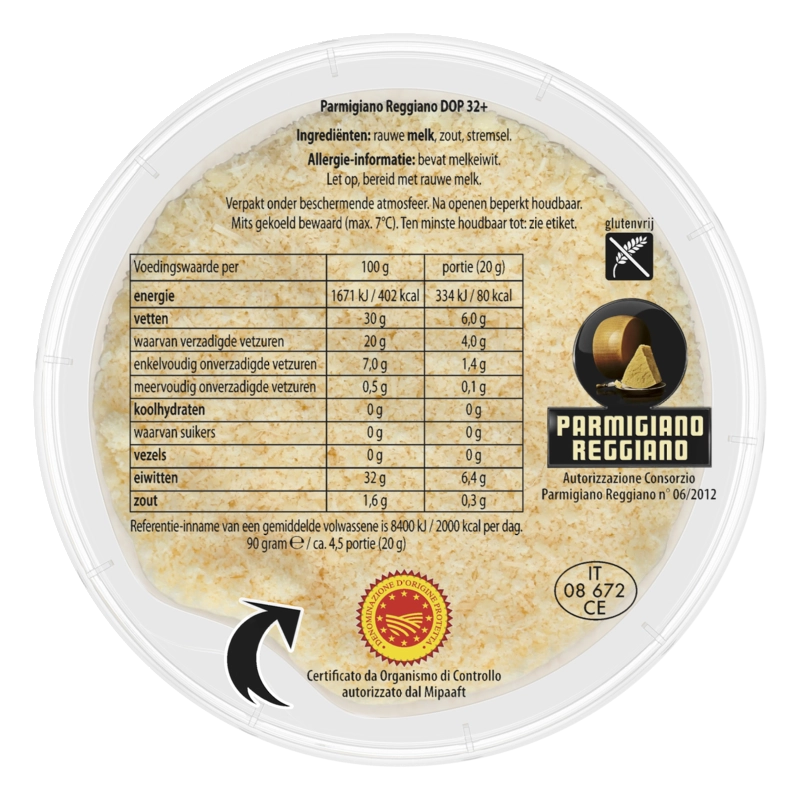 Parmigiano Reggiano DOP 32+
Ingrediënten: rauwe melk, zout, stremsel.
Allergie-informatie: bevat melkeiwit.
Let op, bereid met rauwe melk.
Verpakt onder beschermende atmosfeer. Na openen beperkt houdbaar.
Mits gekoeld bewaard (max. 7°C). Ten minste houdbaar tot: zie etiket.
glutenvrij
Voedingswaarde per 100 g portie (20 g)
energie 1671 kJ / 402 kcal 334 kJ / 80 kcal
vetten 30 g 6,0 g
waarvan verzadigde vetzuren 20 g 4,0 g
enkelvoudig onverzadigde vetzuren 7,0 g 1,4 g
meervoudig onverzadigde vetzuren 0,5 g 0,1 g
koolhydraten 0 g 0 g
waarvan suikers 0 g 0 g
vezels 0 g 0 g
eiwitten 32 g 6,4 g
zout 1,6 g 0,3 g
PARMIGIANO
REGGIANO
Autorizzazione Consorzio
Parmigiano Reggiano n° 06/2012
Referentie-inname van een gemiddelde volwassene is 8400 kJ / 2000 kcal per dag.
90 gram ℮ / ca. 4,5 portie (20 g)
IT
08 672
CE
DENOMINAZIONE D'ORIGINE PROTETTA
Certificato da Organismo di Controllo
autorizzato dal Mipaaft